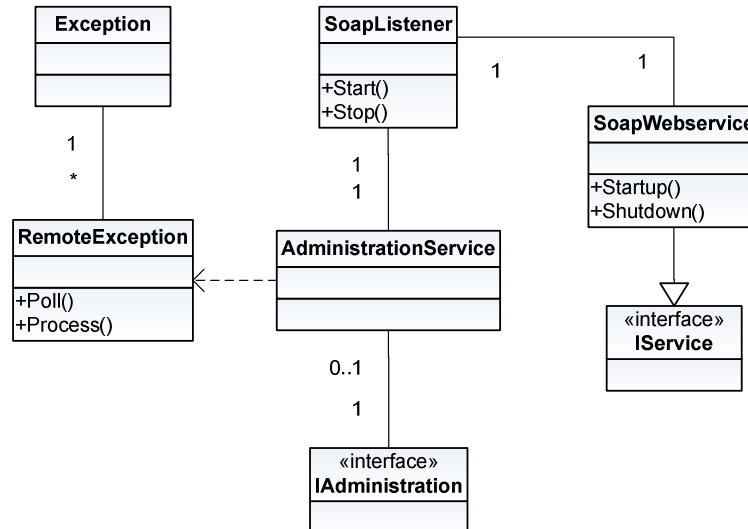 Exception
SoapListener
+Start()
+Stop()
1
1
SoapWebservice
+Startup()
+Shutdown()
1
*
1
1
RemoteException
+Poll()
+Process()
AdministrationService
«interface»
IService
0..1
1
«interface»
IAdministration